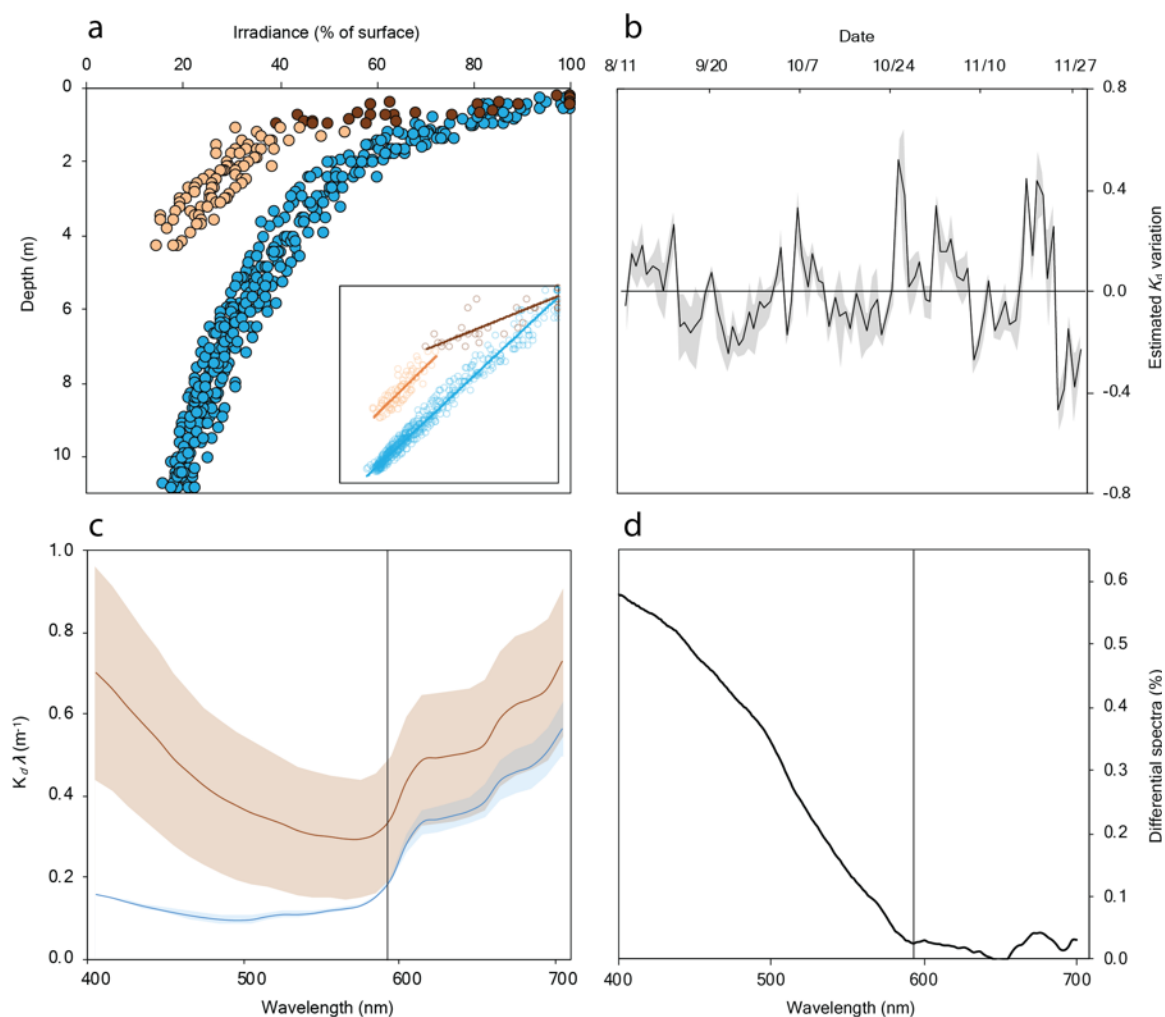 a
Irradiance (% of surface)
0 20 40 60 80 100
0
2
4
6
8
10
Depth (m)
b
Date
8/11 9/20 10/7 10/24 11/10 11/27
0.8
0.4
0.0
-0.4
-0.8
Estimated Kd variation
c
1.0
0.8
0.6
0.4
0.2
0.0
Kd λ (m-1)
400 500 600 700
Wavelength (nm)
d
0.6
0.5
0.4
0.3
0.2
0.1
0.0
Differential spectra (%)
400 500 600 700
Wavelength (nm)